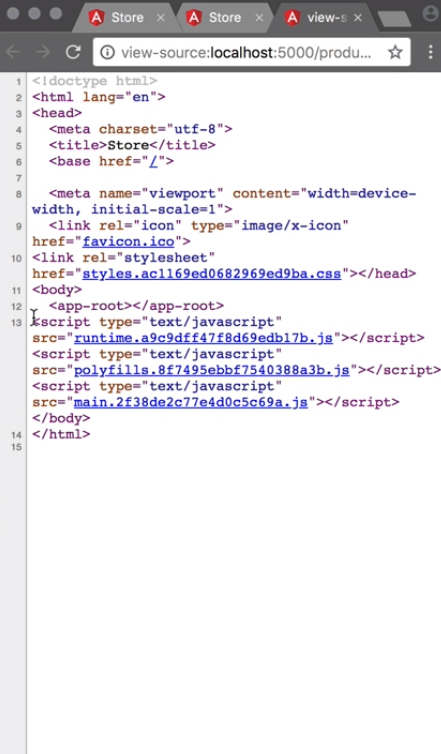 Store
Store
view-s
view-source:localhost:5000/produ...
1 <!doctype html>
2 <html lang="en">
3 <head>
4 <meta charset="utf-8">
5 <title>Store</title>
6 <base href="/">
7
8 <meta name="viewport" content="width=device-
width, initial-scale=1">
9 <link rel="icon" type="image/x-icon"
href="favicon.ico">
10 <link rel="stylesheet"
href="styles.ac1169ed0682969ed9ba.css"></head>
11 <body>
12 <app-root></app-root>
13 <script type="text/javascript"
src="runtime.a9c9dff47f8d69edb17b.js"></script>
<script type="text/javascript"
src="polyfills.8f7495ebbf7540388a3b.js"></script>
<script type="text/javascript"
src="main.2f38de2c77e4d0c5c69a.js"></script>
</body>
14 </html>
15